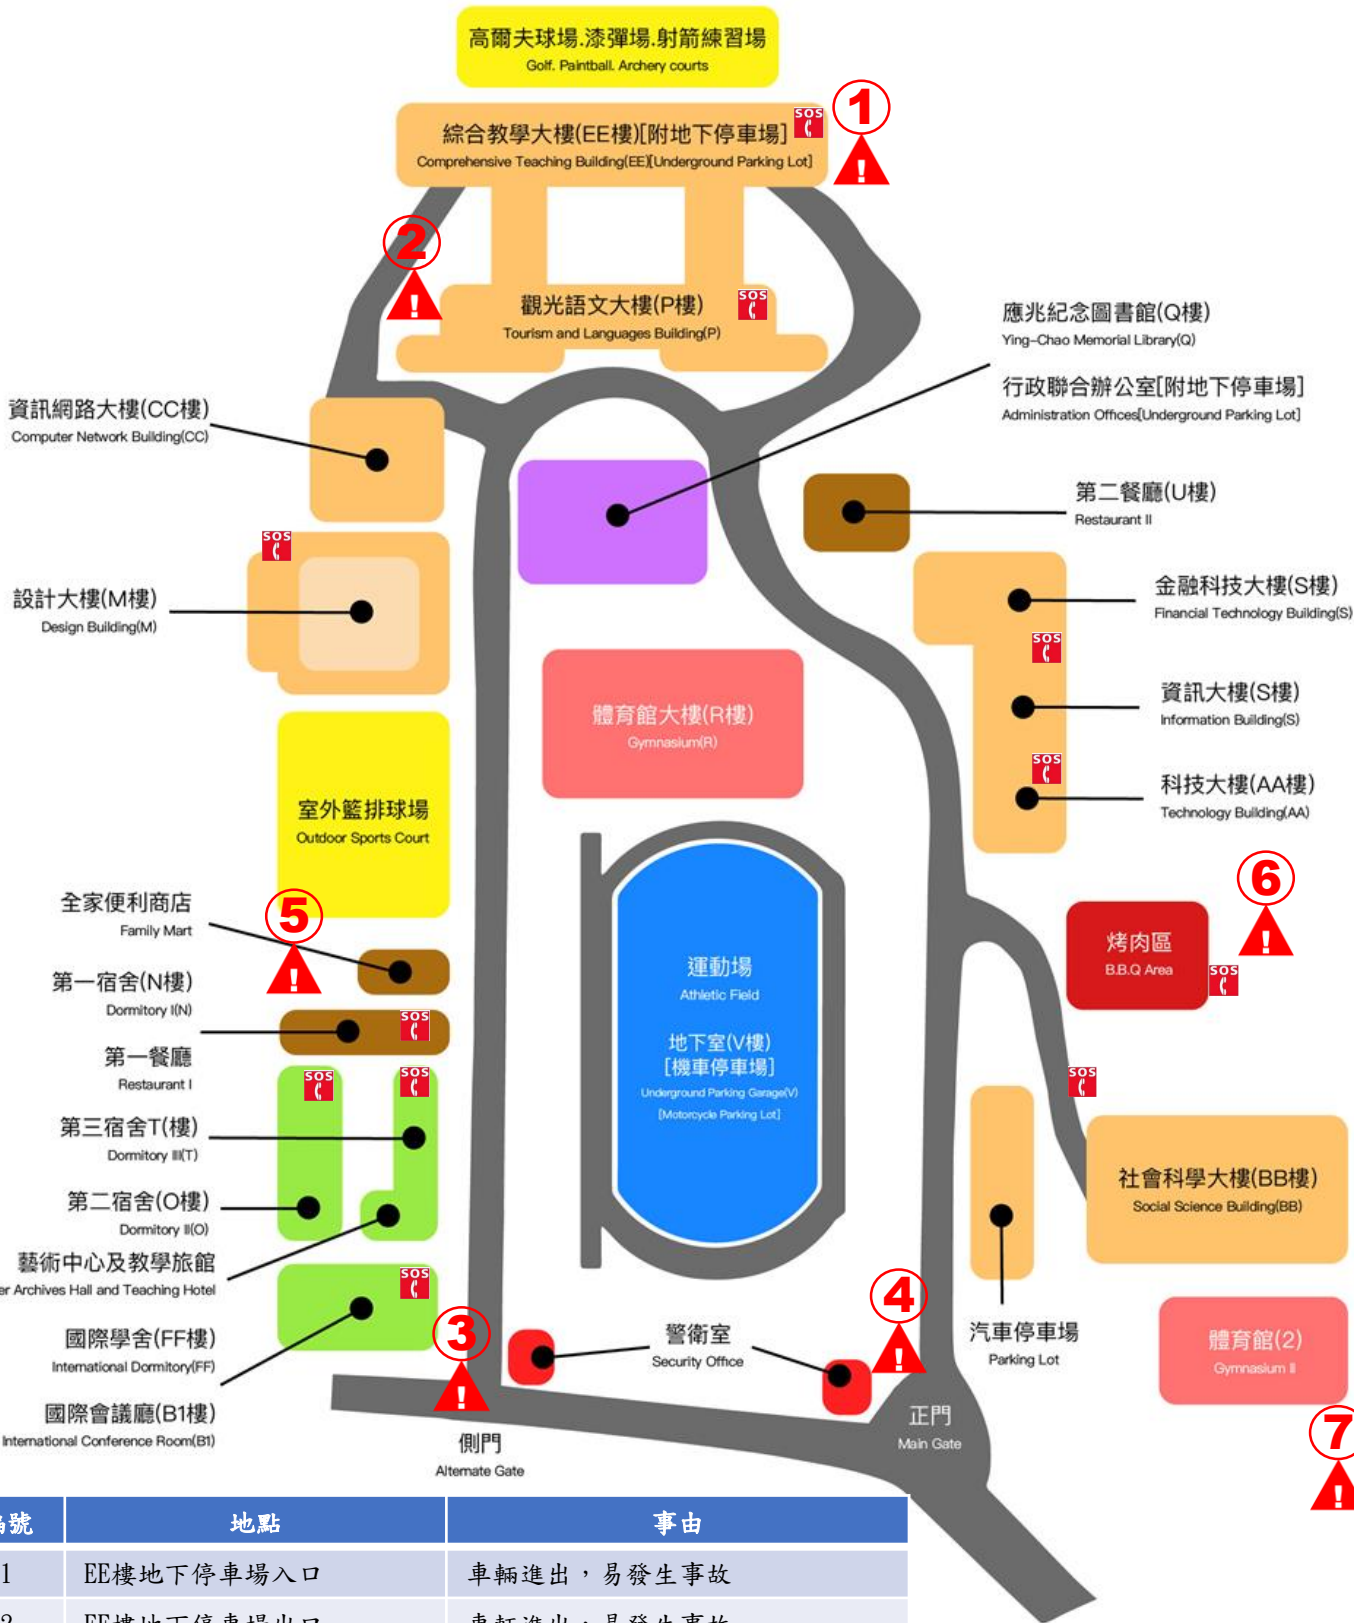 高爾夫球場.漆彈場.射箭練習場
Golf. Paintball. Archery courts
綜合教學大樓(EE樓)[附地下停車場]
Comprehensive Teaching Building(EE)[Underground Parking Lot]
SOS
1
!
2
!
觀光語文大樓(P樓)
Tourism and Languages Building(P)
SOS
應兆紀念圖書館(Q樓)
Ying-Chao Memorial Library(Q)
行政聯合辦公室[附地下停車場]
Administration Offices[Underground Parking Lot]
資訊網路大樓(CC樓)
Computer Network Building(CC)
第二餐廳(U樓)
Restaurant II
SOS
設計大樓(M樓)
Design Building(M)
金融科技大樓(S樓)
Financial Technology Building(S)
SOS
資訊大樓(S樓)
Information Building(S)
體育館大樓(R樓)
Gymnasium(R)
SOS
科技大樓(AA樓)
Technology Building(AA)
室外籃排球場
Outdoor Sports Court
全家便利商店
Family Mart
5
!
6
!
烤肉區
B.B.Q Area
SOS
運動場
Athletic Field
地下室(V樓)
[機車停車場]
Underground Parking Garage(V)
[Motorcycle Parking Lot]
第一宿舍(N樓)
Dormitory I(N)
SOS
第一餐廳
Restaurant I
SOS
SOS
SOS
第三宿舍T(樓)
Dormitory III(T)
第二宿舍(O樓)
Dormitory II(O)
社會科學大樓(BB樓)
Social Science Building(BB)
藝術中心及教學旅館
er Archives Hall and Teaching Hotel
SOS
國際學舍(FF樓)
International Dormitory(FF)
3
!
警衛室
Security Office
4
!
汽車停車場
Parking Lot
體育館(2)
Gymnasium II
國際會議廳(B1樓)
International Conference Room(B1)
側門
Alternate Gate
正門
Main Gate
7
!
號 地點 事由
1 EE樓地下停車場入口 車輛進出，易發生事故